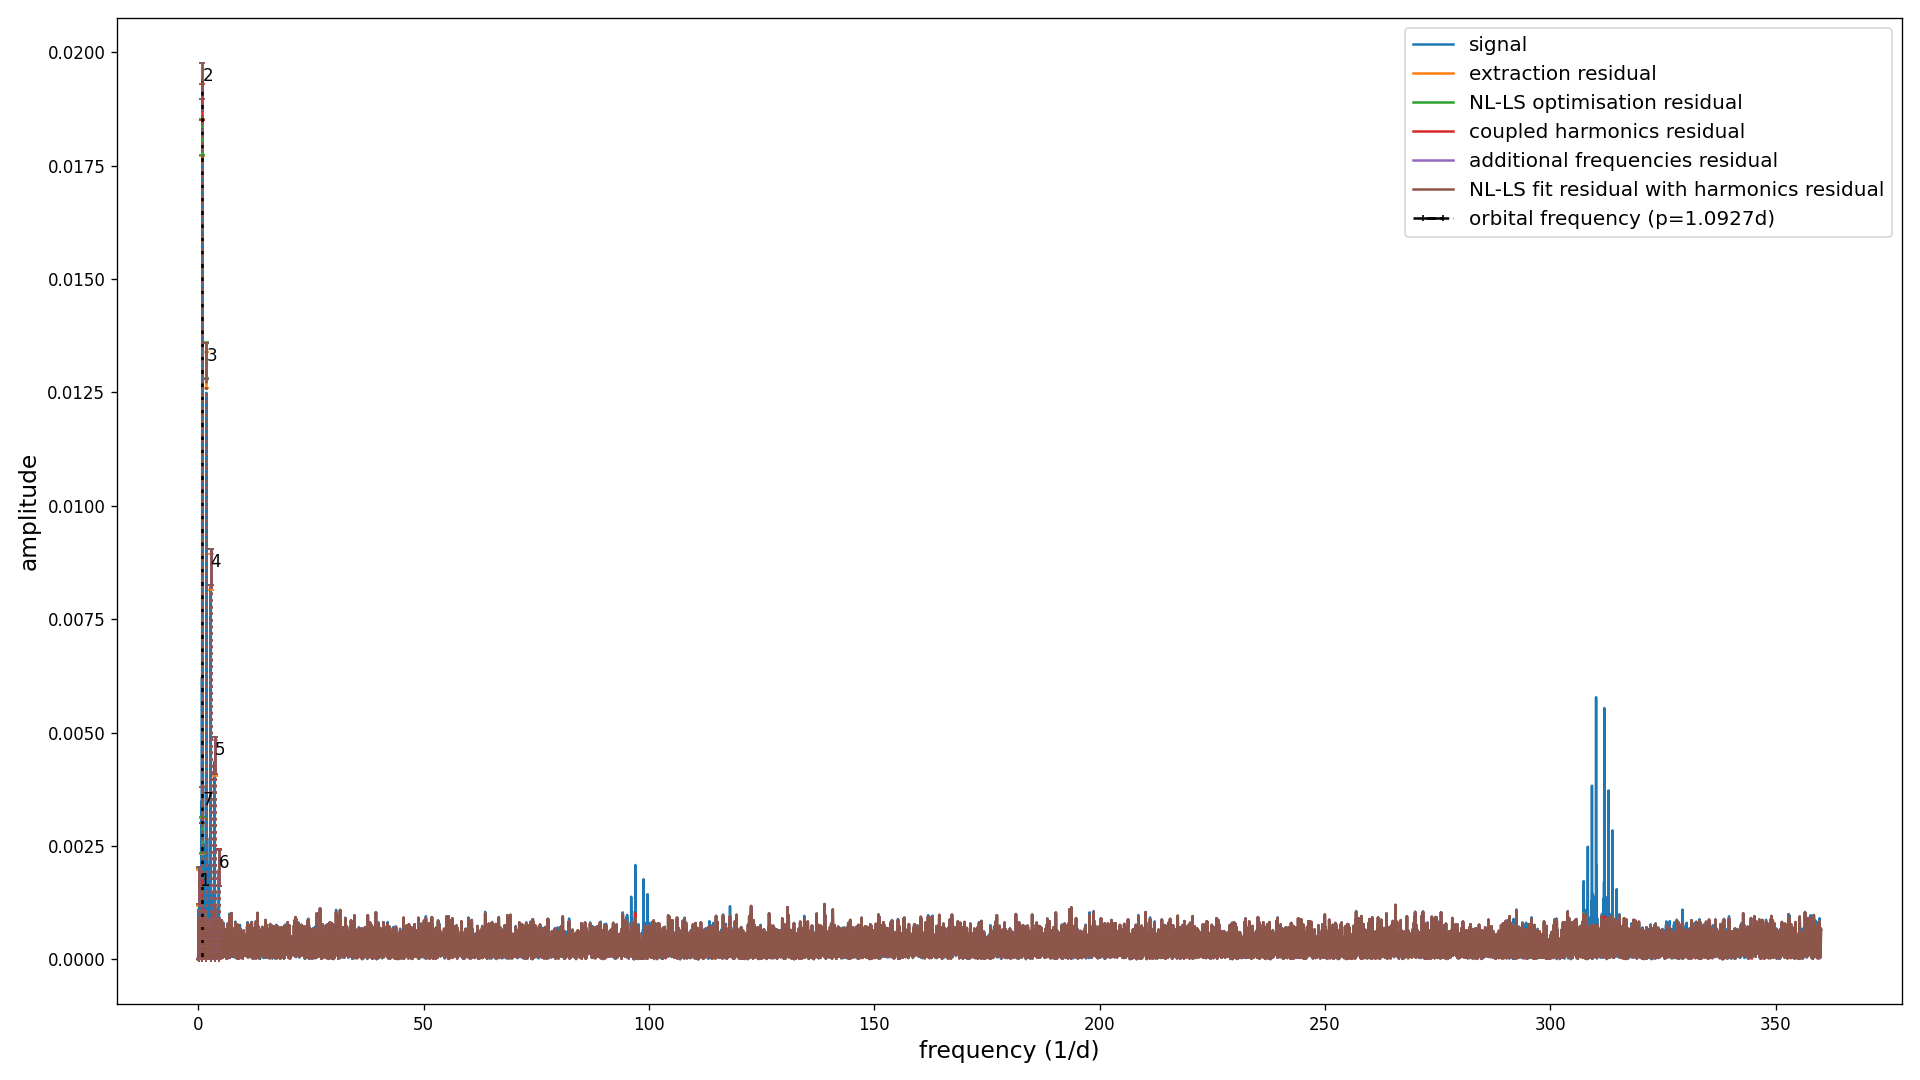 signal
extraction residual
NL-LS optimisation residual
coupled harmonics residual
additional frequencies residual
NL-LS fit residual with harmonics residual
orbital frequency (p=1.0927d)
amplitude
0.0200
0.0175
0.0150
0.0125
0.0100
0.0075
0.0050
0.0025
0.0000
2
3
4
5
7
6
1
0
50
100
150
200
250
300
350
frequency (1/d)